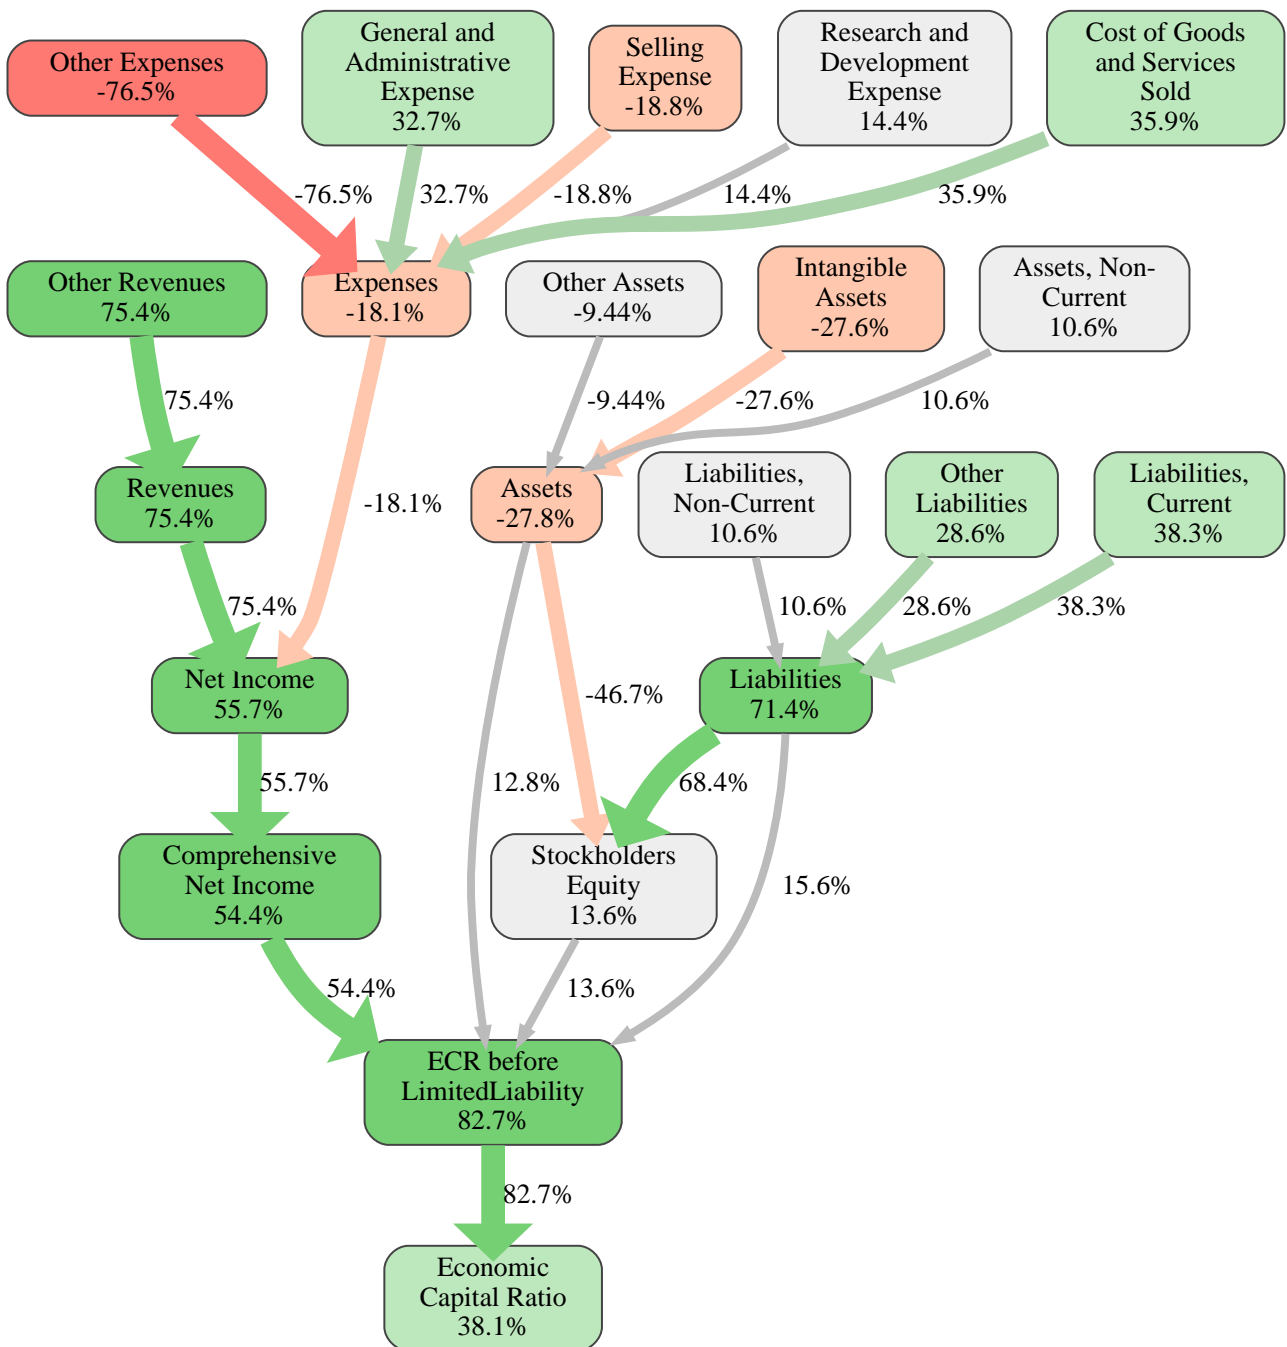 Other Expenses
-76.5%
General and
Administrative
Expense
32.7%
Selling
Expense
-18.8%
Research and
Development
Expense
14.4%
Cost of Goods
and Services
Sold
35.9%
-76.5%
32.7%
-18.8%
14.4%
35.9%
Other Revenues
75.4%
Expenses
-18.1%
Other Assets
-9.44%
Intangible
Assets
-27.6%
Assets, Non-
Current
10.6%
75.4%
-9.44%
-27.6%
10.6%
Revenues
75.4%
-18.1%
Assets
-27.8%
Liabilities,
Non-Current
10.6%
Other
Liabilities
28.6%
Liabilities,
Current
38.3%
75.4%
10.6%
28.6%
38.3%
Net Income
55.7%
-46.7%
Liabilities
71.4%
55.7%
12.8%
68.4%
Comprehensive
Net Income
54.4%
Stockholders
Equity
13.6%
15.6%
54.4%
13.6%
ECR before
LimitedLiability
82.7%
82.7%
Economic
Capital Ratio
38.1%